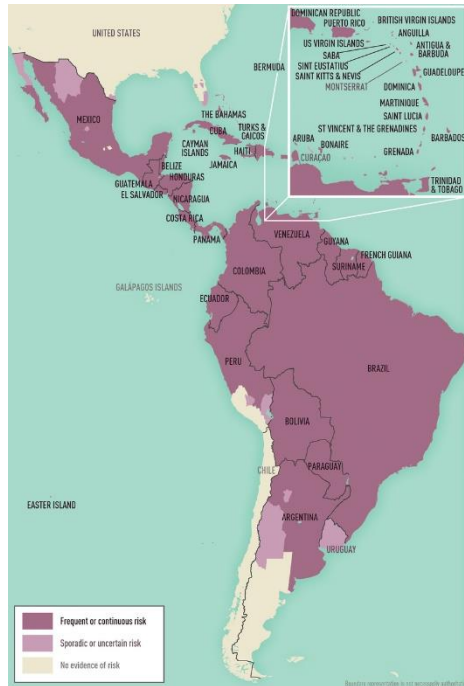 UNITED STATES
MEXICO
BERMUDA
THE BAHAMAS
CUBA
TURKS &
CAICOS
CAYMAN
ISLANDS
HAITI
JAMAICA
BELIZE
HONDURAS
GUATEMALA
EL SALVADOR
NICARAGUA
COSTA RICA
PANAMA
DOMINICAN REPUBLIC
PUERTO RICO
BRITISH VIRGIN ISLANDS
ANGUILLA
US VIRGIN ISLANDS
SABA
SINT EUSTATIUS
SAINT KITTS & NEVIS
MONTSERRAT
ANTIGUA &
BARBUDA
GUADELOUPE
DOMINICA
MARTINIQUE
SAINT LUCIA
ST VINCENT & THE GRENADINES
BARBADOS
ARUBA
BONAIRE
CURAÇAO
GRENADA
TRINIDAD
& TOBAGO
VENEZUELA
GUYANA
FRENCH GUIANA
SURINAME
COLOMBIA
GALÁPAGOS ISLANDS
ECUADOR
PERU
BRAZIL
BOLIVIA
CHILE
PARAGUAY
EASTER ISLAND
ARGENTINA
URUGUAY
Frequent or continuous risk
Sporadic or uncertain risk
No evidence of risk